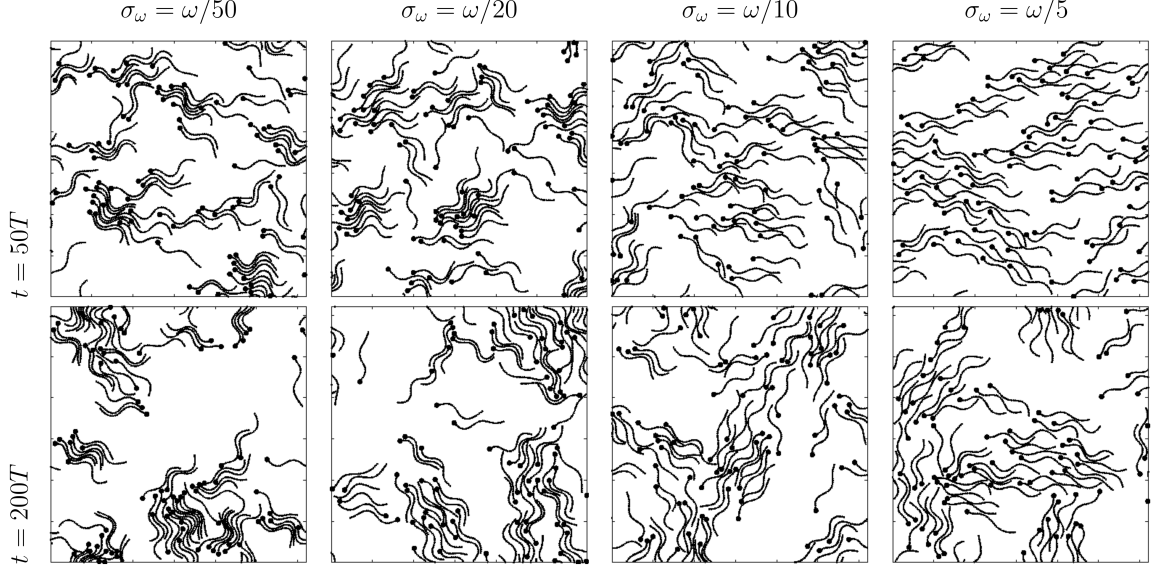 σ_ω = ω/50
σ_ω = ω/20
σ_ω = ω/10
σ_ω = ω/5
t = 50T
t = 200T